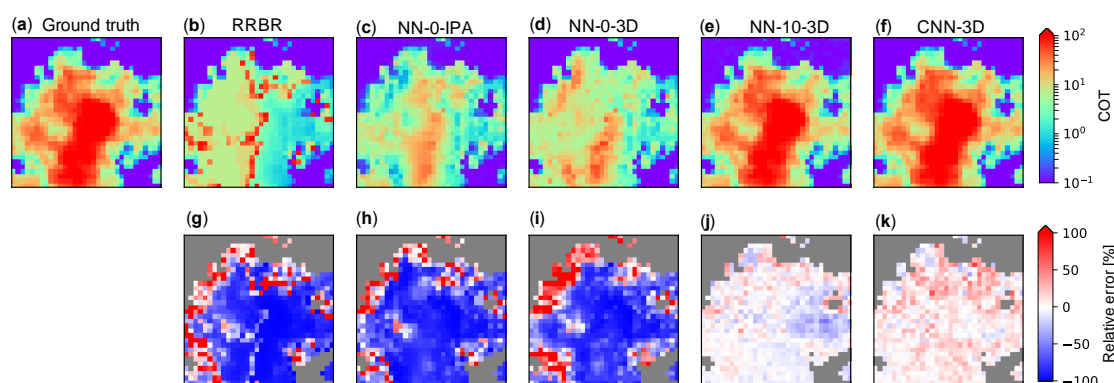 (a) Ground truth
(b) RRBR
(c) NN-0-IPA
(d) NN-0-3D
(e) NN-10-3D
(f) CNN-3D
10²
10¹
10⁰
10⁻¹
COT
(g)
(h)
(i)
(j)
(k)
100
50
0
−50
−100
Relative error [%]